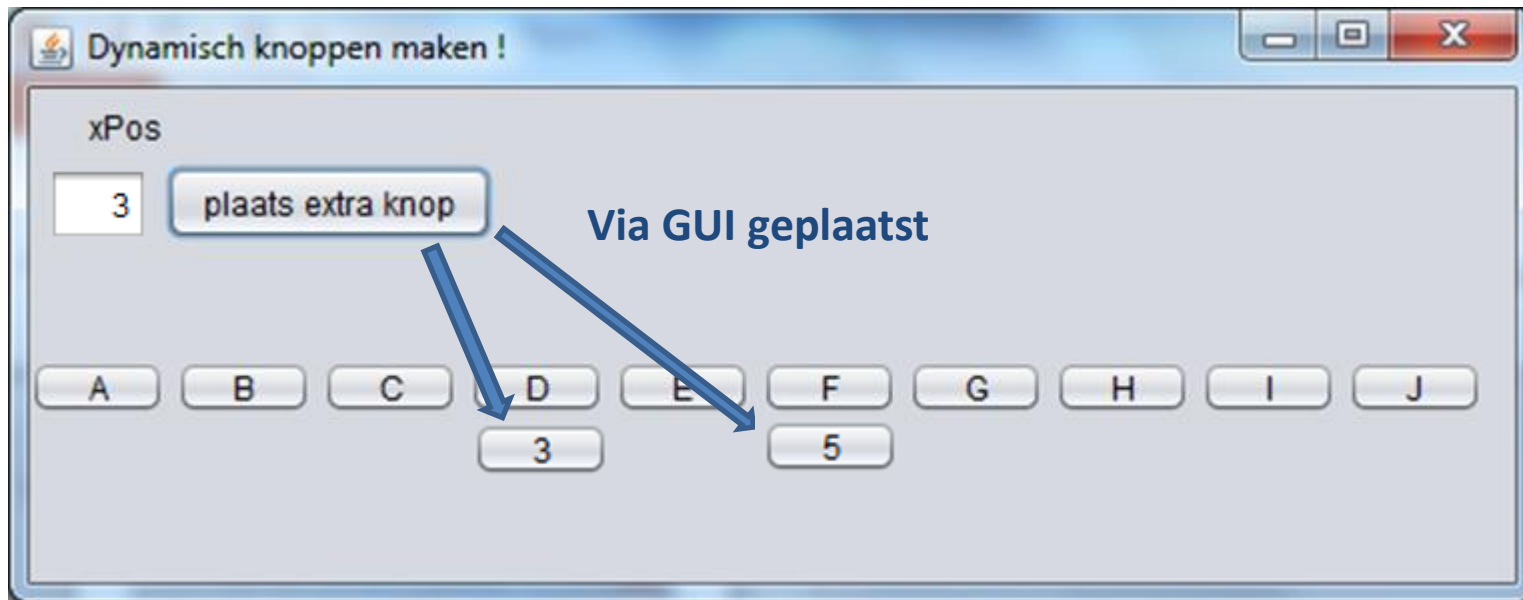 Dynamisch knoppen maken !
xPos
3 plaats extra knop
Via GUI geplaatst
A B C D E F G H I J
3 5